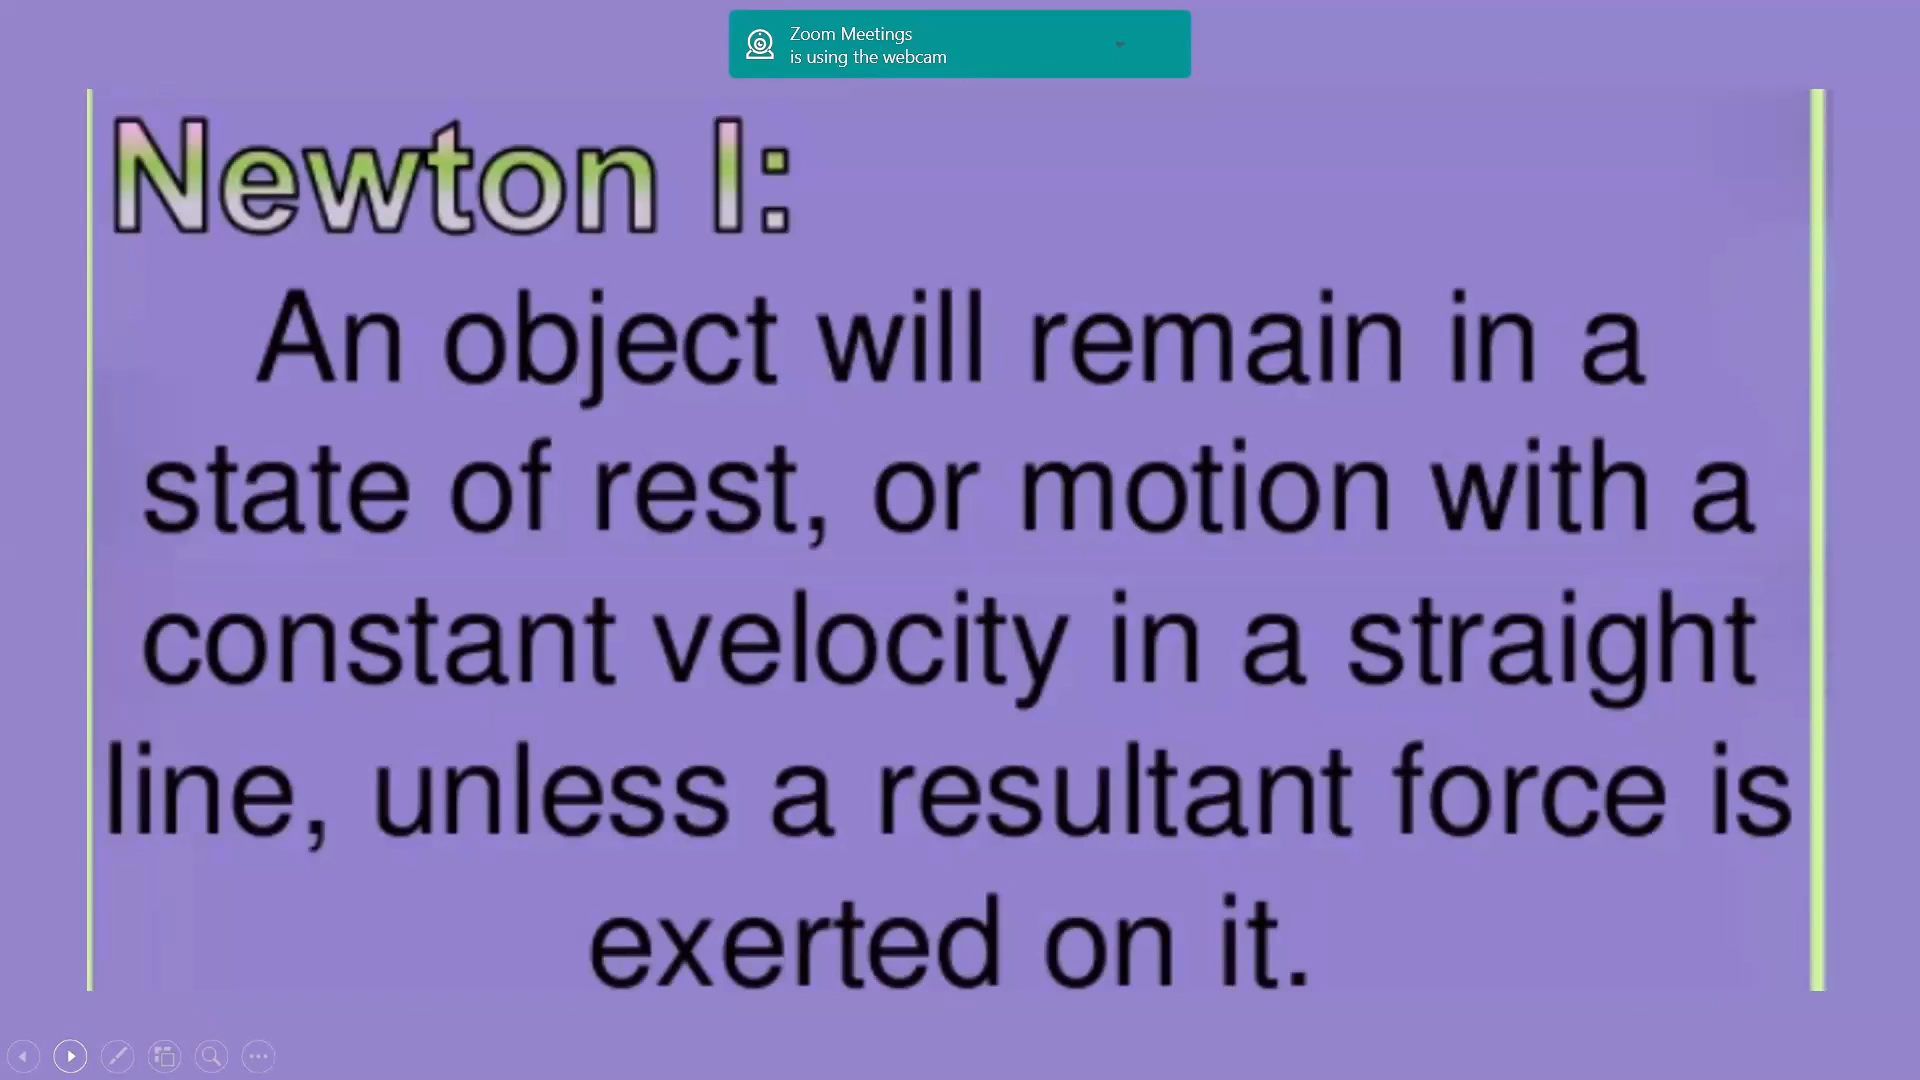 Zoom Meetings
is using the webcam
Newton I:
An object will remain in a
state of rest, or motion with a
constant velocity in a straight
line, unless a resultant force is
exerted on it.